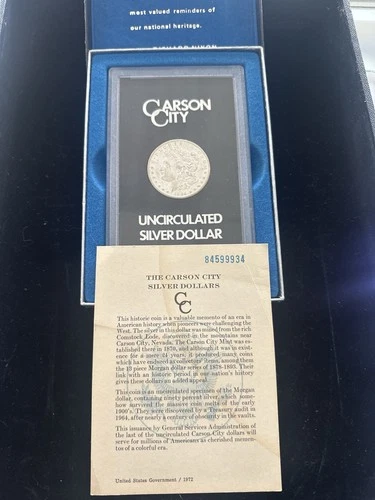 most valued reminders of
our national heritage.
RICHARD NIXON
CARSON
CITY
UNCIRCULATED
SILVER DOLLAR
84599934
THE CARSON CITY
SILVER DOLLARS
CC
This historic coin is a valuable memento of an era in
American history when pioneers were challenging the
West. The silver in this dollar was mined from the rich
Comstock Lode, discovered in the mountains near
Carson City, Nevada. The Carson City Mint was es-
tablished there in 1870, and although it was in exist-
ence for a mere 24 years, it produced many coins
which have endured as collectors' items, among them
the 13 piece Morgan dollar series of 1878-1893. Their
link with an historic period in our nation's history
gives these dollars an added appeal.
This coin is an uncirculated specimen of the Morgan
dollar, containing ninety percent silver, which some-
how survived the massive coin melts of the early
1900's. They were discovered by a Treasury audit in
1964, after nearly a century of obscurity in the vaults.
This issuance by General Services Administration of
the last of the uncirculated Carson City dollars will
serve for millions of Americans as cherished memen-
tos of a colorful era.
United States Government / 1972